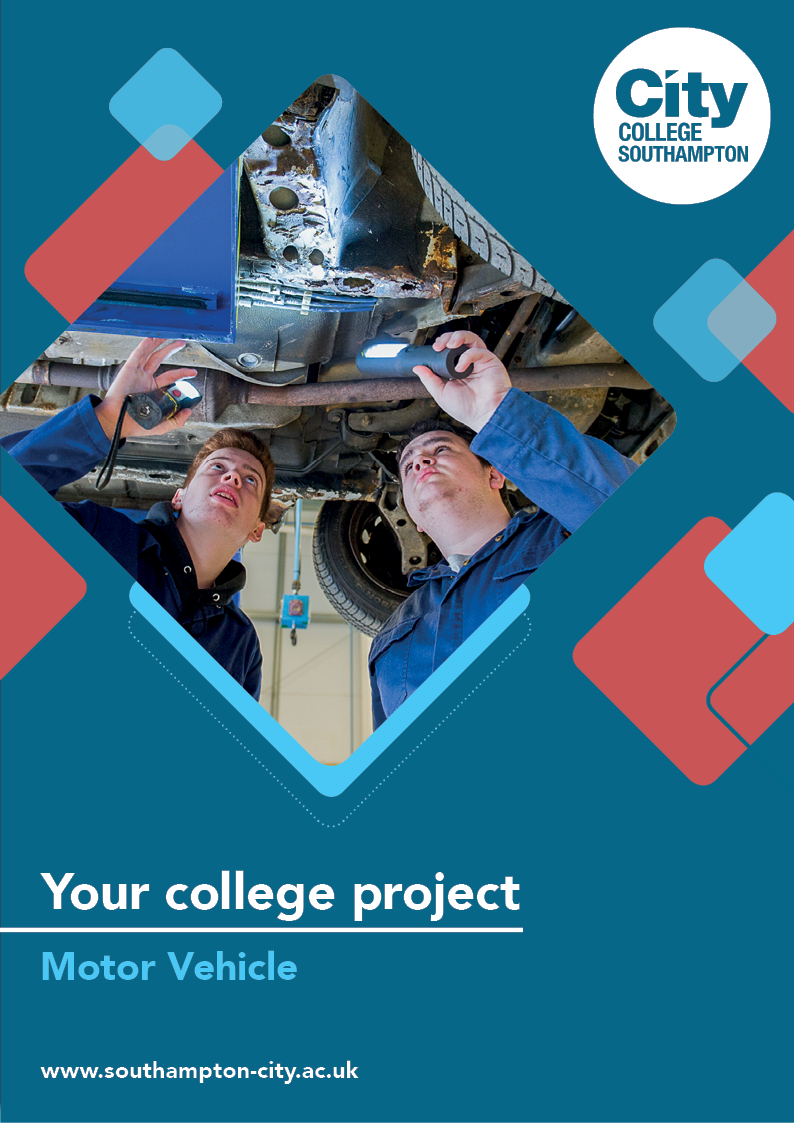 City
COLLEGE
SOUTHAMPTON
Your college project
Motor Vehicle
www.southampton-city.ac.uk